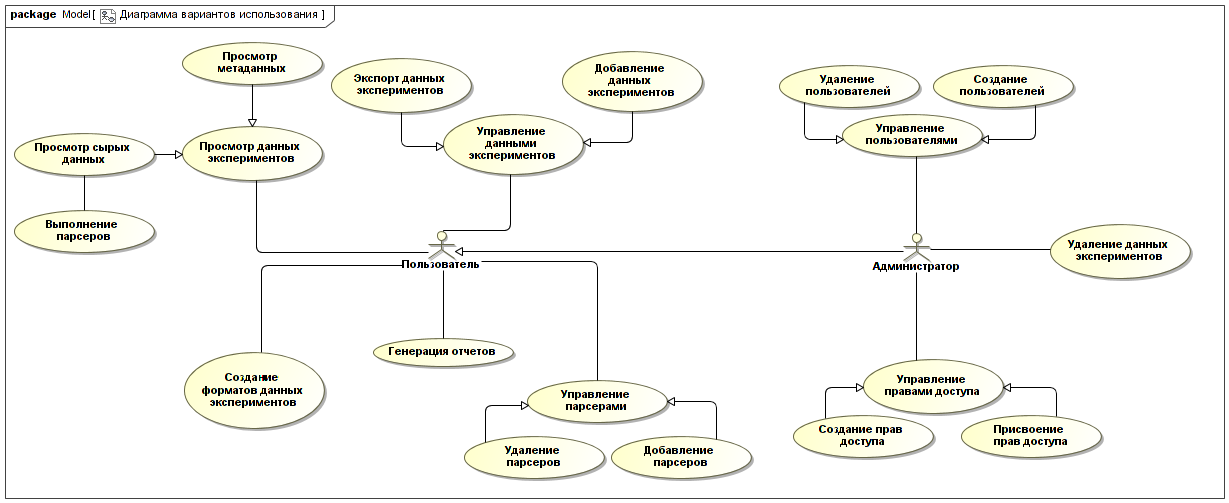 package Model[ Диаграмма вариантов использования ]
Просмотр
метаданных
Экспорт данных
экспериментов
Добавление
данных
экспериментов
Удаление
пользователей
Создание
пользователей
Просмотр сырых
данных
Просмотр данных
экспериментов
Управление
данными
экспериментов
Управление
пользователями
Выполнение
парсеров
Пользователь
Администратор
Удаление данных
экспериментов
Создание
форматов данных
экспериментов
Генерация отчетов
Управление
парсерами
Управление
правами доступа
Удаление
парсеров
Добавление
парсеров
Создание прав
доступа
Присвоение
прав доступа